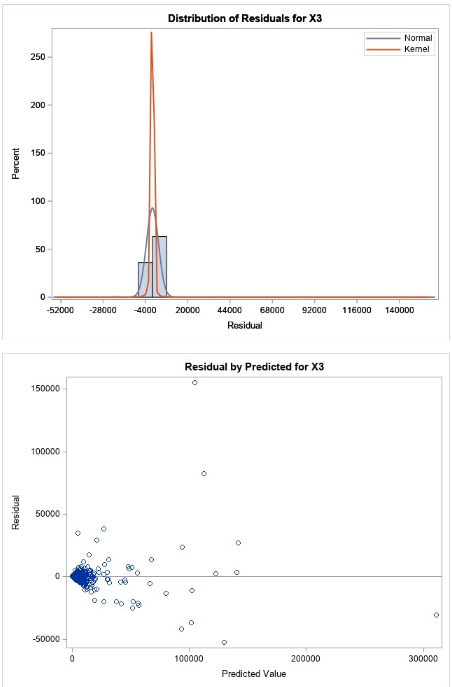 Distribution of Residuals for X3
Normal
Kernel
250
200
150
100
50
0
Percent
-52000 -28000 -4000 20000 44000 68000 92000 116000 140000
Residual
Residual by Predicted for X3
150000
100000
50000
0
-50000
Residual
0 100000 200000 300000
Predicted Value